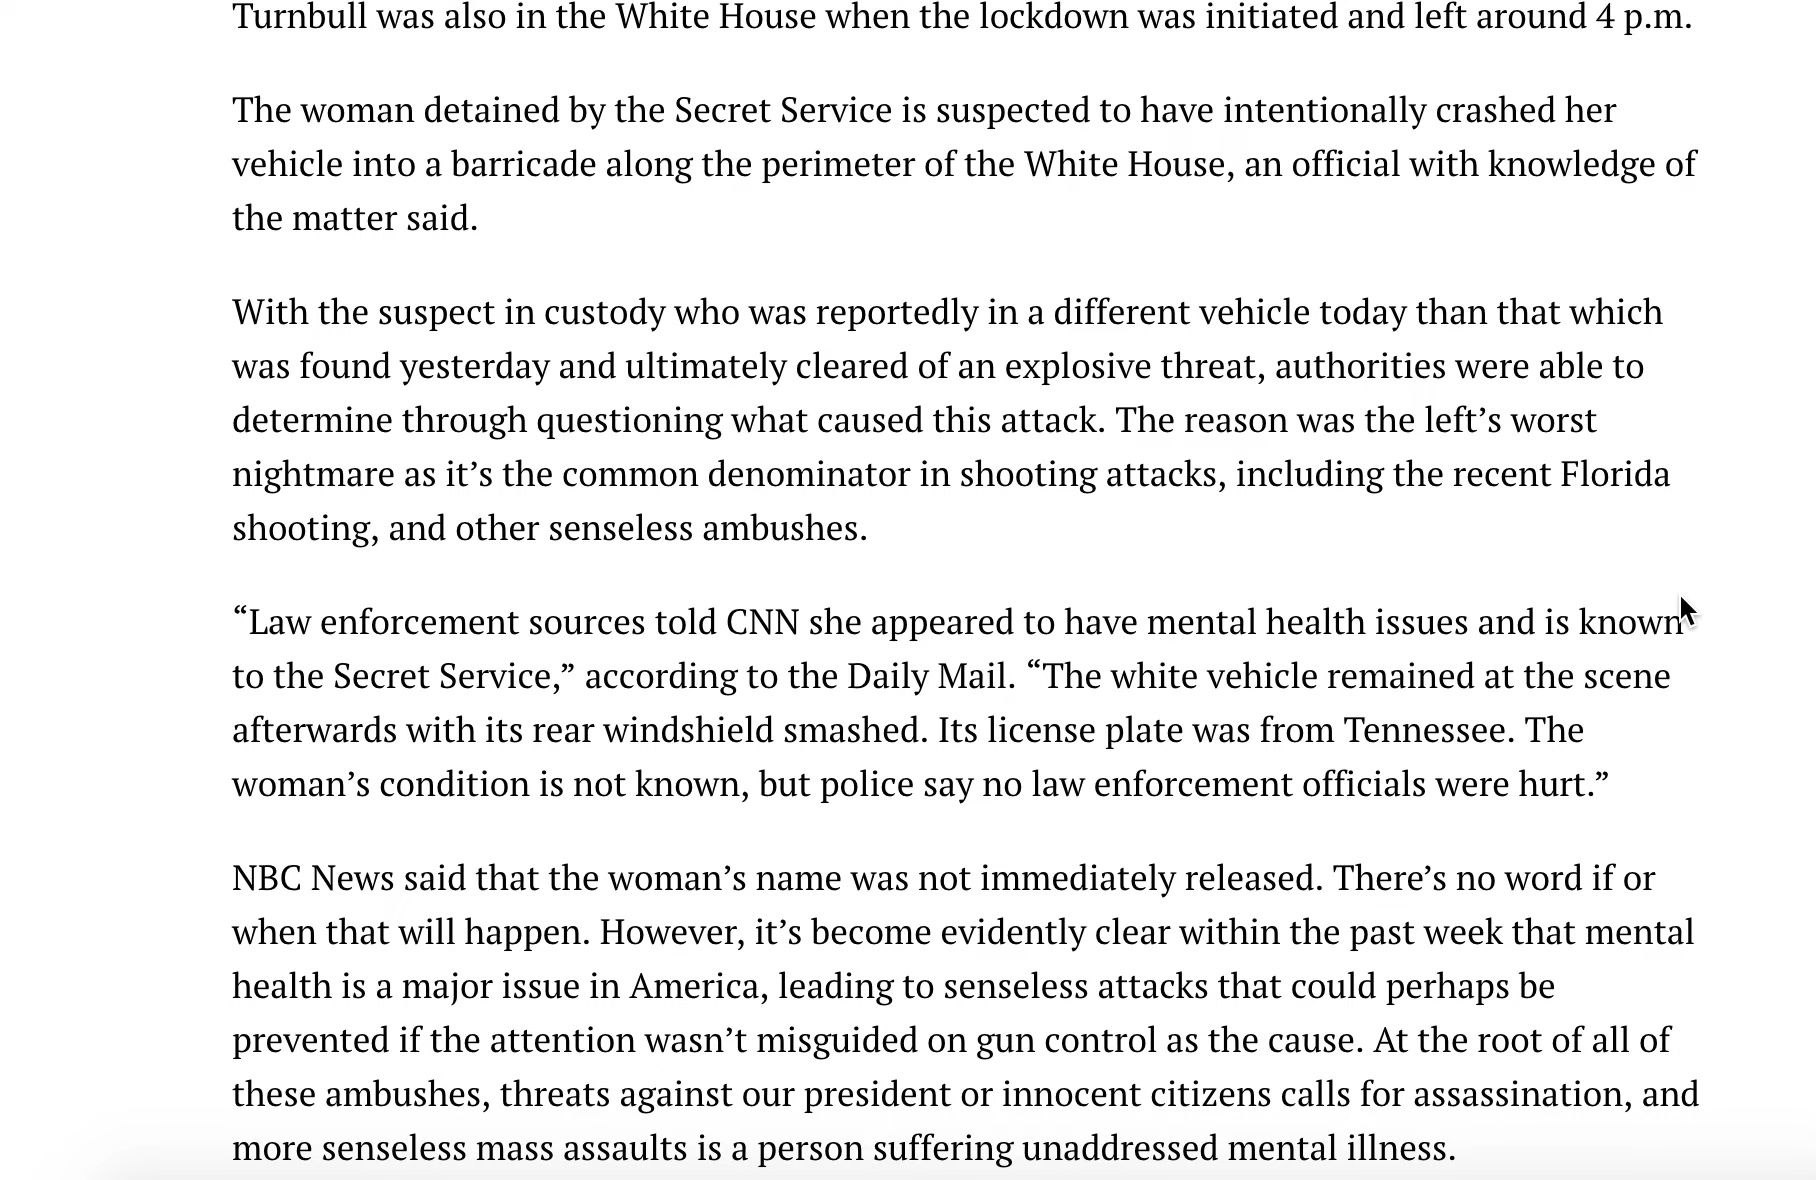 Turnbull was also in the White House when the lockdown was initiated and left around 4 p.m.
The woman detained by the Secret Service is suspected to have intentionally crashed her
vehicle into a barricade along the perimeter of the White House, an official with knowledge of
the matter said.
With the suspect in custody who was reportedly in a different vehicle today than that which
was found yesterday and ultimately cleared of an explosive threat, authorities were able to
determine through questioning what caused this attack. The reason was the left’s worst
nightmare as it’s the common denominator in shooting attacks, including the recent Florida
shooting, and other senseless ambushes.
“Law enforcement sources told CNN she appeared to have mental health issues and is known
to the Secret Service,” according to the Daily Mail. “The white vehicle remained at the scene
afterwards with its rear windshield smashed. Its license plate was from Tennessee. The
woman’s condition is not known, but police say no law enforcement officials were hurt.”
NBC News said that the woman’s name was not immediately released. There’s no word if or
when that will happen. However, it’s become evidently clear within the past week that mental
health is a major issue in America, leading to senseless attacks that could perhaps be
prevented if the attention wasn’t misguided on gun control as the cause. At the root of all of
these ambushes, threats against our president or innocent citizens calls for assassination, and
more senseless mass assaults is a person suffering unaddressed mental illness.